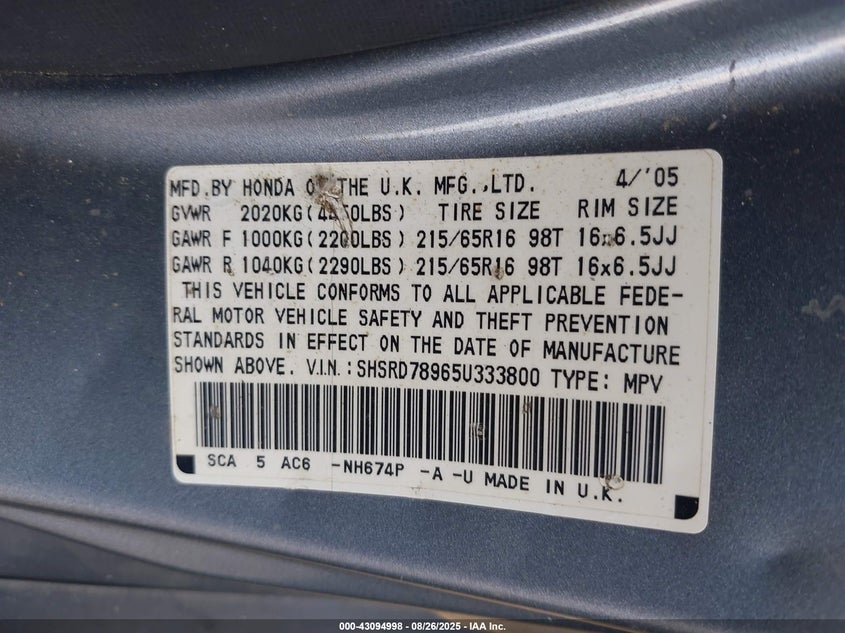 MFD.BY HONDA OF THE U.K. MFG.,LTD. 4/'05
GVWR 2020KG(4450LBS) TIRE SIZE RIM SIZE
GAWR F 1000KG(2200LBS) 215/65R16 98T 16x6.5JJ
GAWR R 1040KG(2290LBS) 215/65R16 98T 16x6.5JJ
THIS VEHICLE CONFORMS TO ALL APPLICABLE FEDE-
RAL MOTOR VEHICLE SAFETY AND THEFT PREVENTION
STANDARDS IN EFFECT ON THE DATE OF MANUFACTURE
SHOWN ABOVE. V.I.N.:SHSRD78965U333800 TYPE: MPV
SCA 5 AC6 -NH674P -A -U MADE IN U.K.
000-43094998 - 08/26/2025 - IAA Inc.